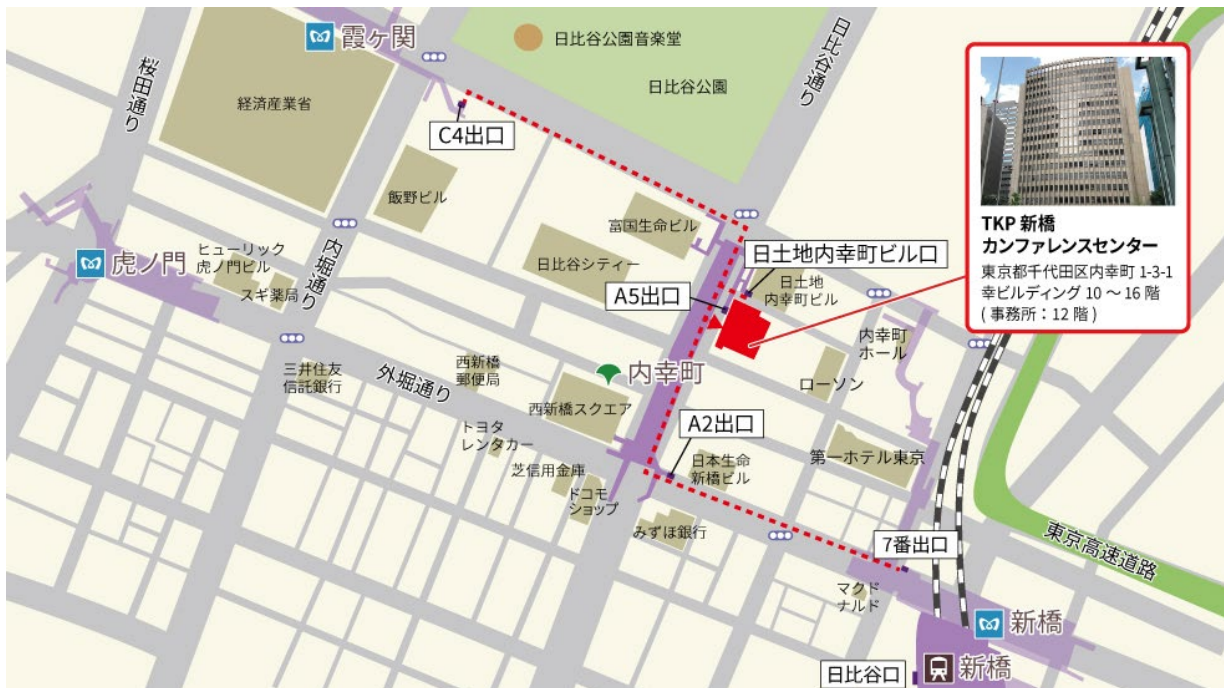 霞ヶ関
日比谷公園音楽堂
日比谷公園
日比谷通り
桜田通り
経済産業省
C4出口
飯野ビル
内堀通り
富国生命ビル
日比谷シティー
日土地内幸町ビル口
A5出口
日土地
内幸町ビル
TKP 新橋
カンファレンスセンター
東京都千代田区内幸町 1-3-1
幸ビルディング 10 ～ 16 階
( 事務所：12 階 )
虎ノ門
ヒューリック
虎ノ門ビル
スギ薬局
三井住友
信託銀行
外堀通り
西新橋
郵便局
内幸町
内幸町
ホール
ローソン
西新橋スクエア
トヨタ
レンタカー
A2出口
芝信用金庫
ドコモ
ショップ
日本生命
新橋ビル
第一ホテル東京
みずほ銀行
7番出口
東京高速道路
マクド
ナルド
新橋
日比谷口
新橋